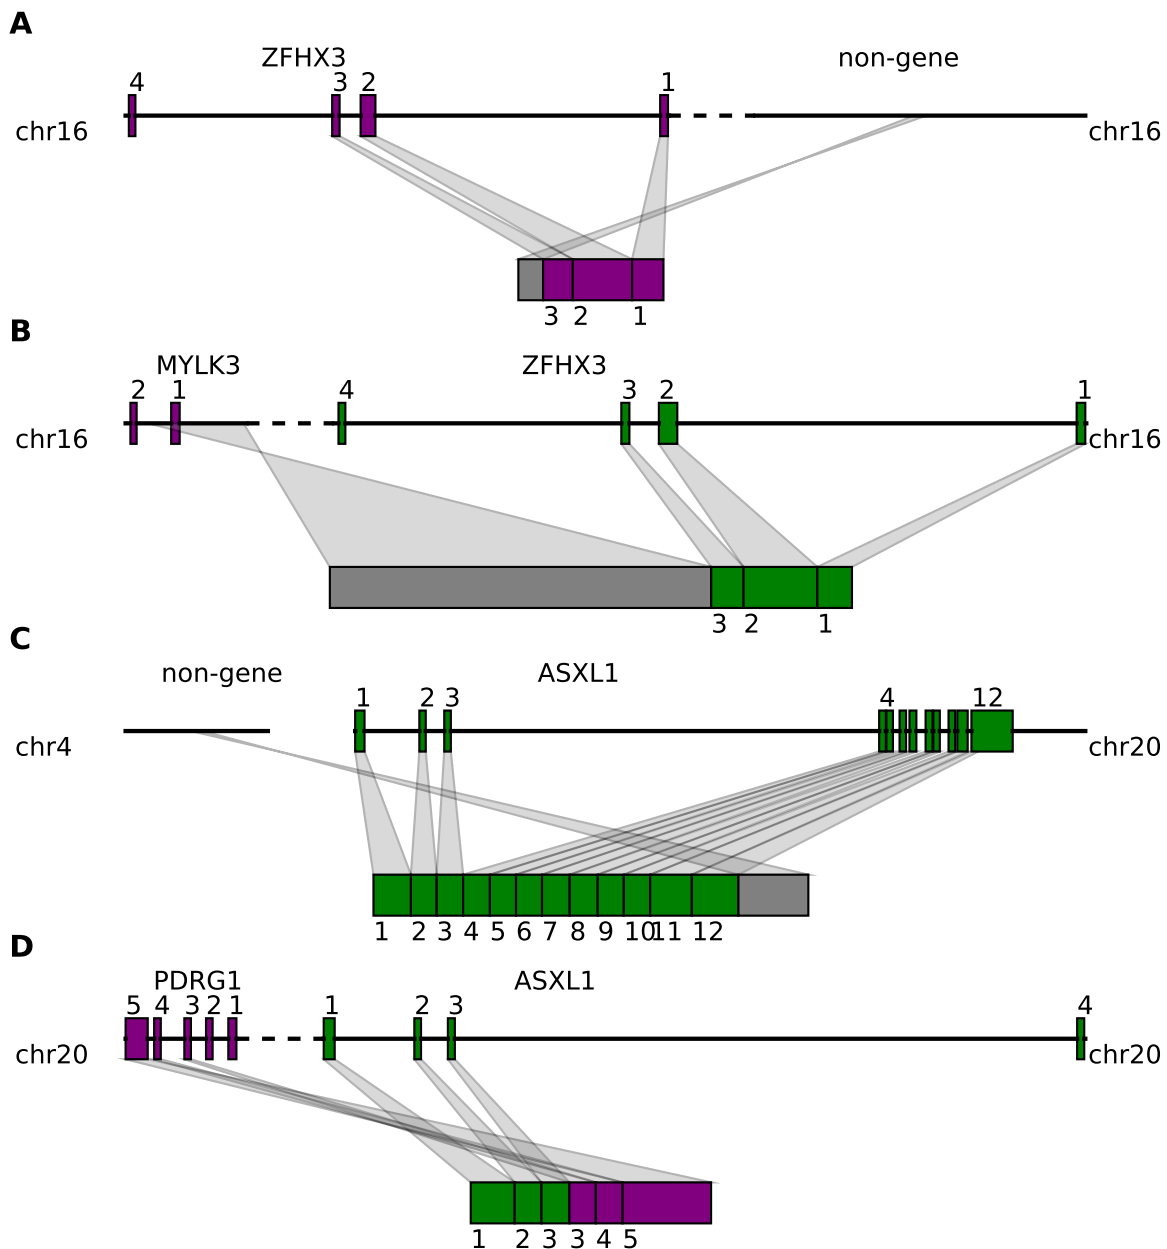 A
ZFHX3 non-gene
4 3 2 1
chr16 chr16
3 2 1
B
MYLK3 ZFHX3
2 1 4 3 2 1
chr16 chr16
3 2 1
C
non-gene ASXL1
1 2 3 4 12
chr4 chr20
1 2 3 4 5 6 7 8 9 10 11 12
D
PDRG1 ASXL1
5 4 3 2 1 1 2 3 4
chr20 chr20
1 2 3 3 4 5